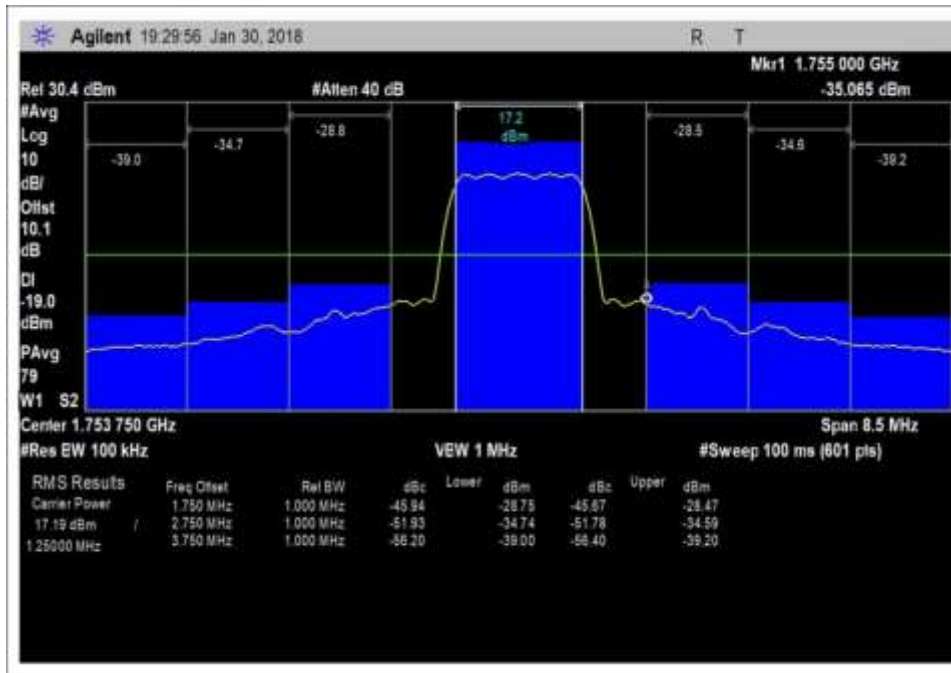 Agilent 19:29:56 Jan 30, 2018 R T
Mkr1 1.755 000 GHz
Rel 30.4 dBm #Atten 40 dB -35.065 dBm
#Avg
Log
10
dB/
Offst
10.1
dB
DI
-19.0
dBm
PAvg
79
W1 S2
-39.0 -34.7 -28.8 17.2 dBm -28.5 -34.6 -39.2
Center 1.753 750 GHz Span 8.5 MHz
#Res BW 100 kHz VBW 1 MHz #Sweep 100 ms (601 pts)
RMS Results Freq Offset Ref BW dBc Lower dBm dBc Upper dBm
Carrier Power 1.750 MHz 1.000 MHz -45.94 -28.75 -45.67 -28.47
17.19 dBm / 2.750 MHz 1.000 MHz -51.93 -34.74 -51.78 -34.59
1.25000 MHz 3.750 MHz 1.000 MHz -56.20 -39.00 -56.40 -39.20